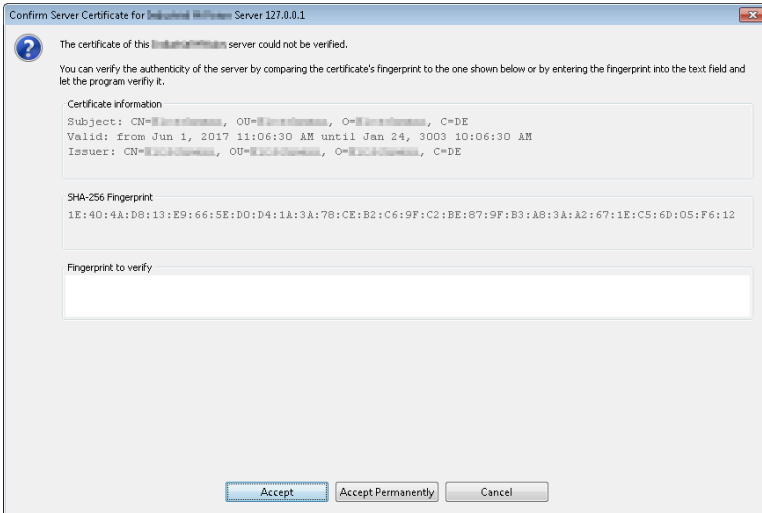 Confirm Server Certificate for Server 127.0.0.1
The certificate of this server could not be verified.
You can verify the authenticity of the server by comparing the certificate's fingerprint to the one shown below or by entering the fingerprint into the text field and
let the program verifiy it.
Certificate information
Subject: CN=, OU=, O=, C=DE
Valid: from Jun 1, 2017 11:06:30 AM until Jan 24, 3003 10:06:30 AM
Issuer: CN=, OU=, O=, C=DE
SHA-256 Fingerprint
1E:40:4A:D8:13:E9:66:5E:D0:D4:1A:3A:78:CE:B2:C6:9F:C2:BE:87:9F:B3:A8:3A:A2:67:1E:C5:6D:05:F6:12
Fingerprint to verify
Accept
Accept Permanently
Cancel